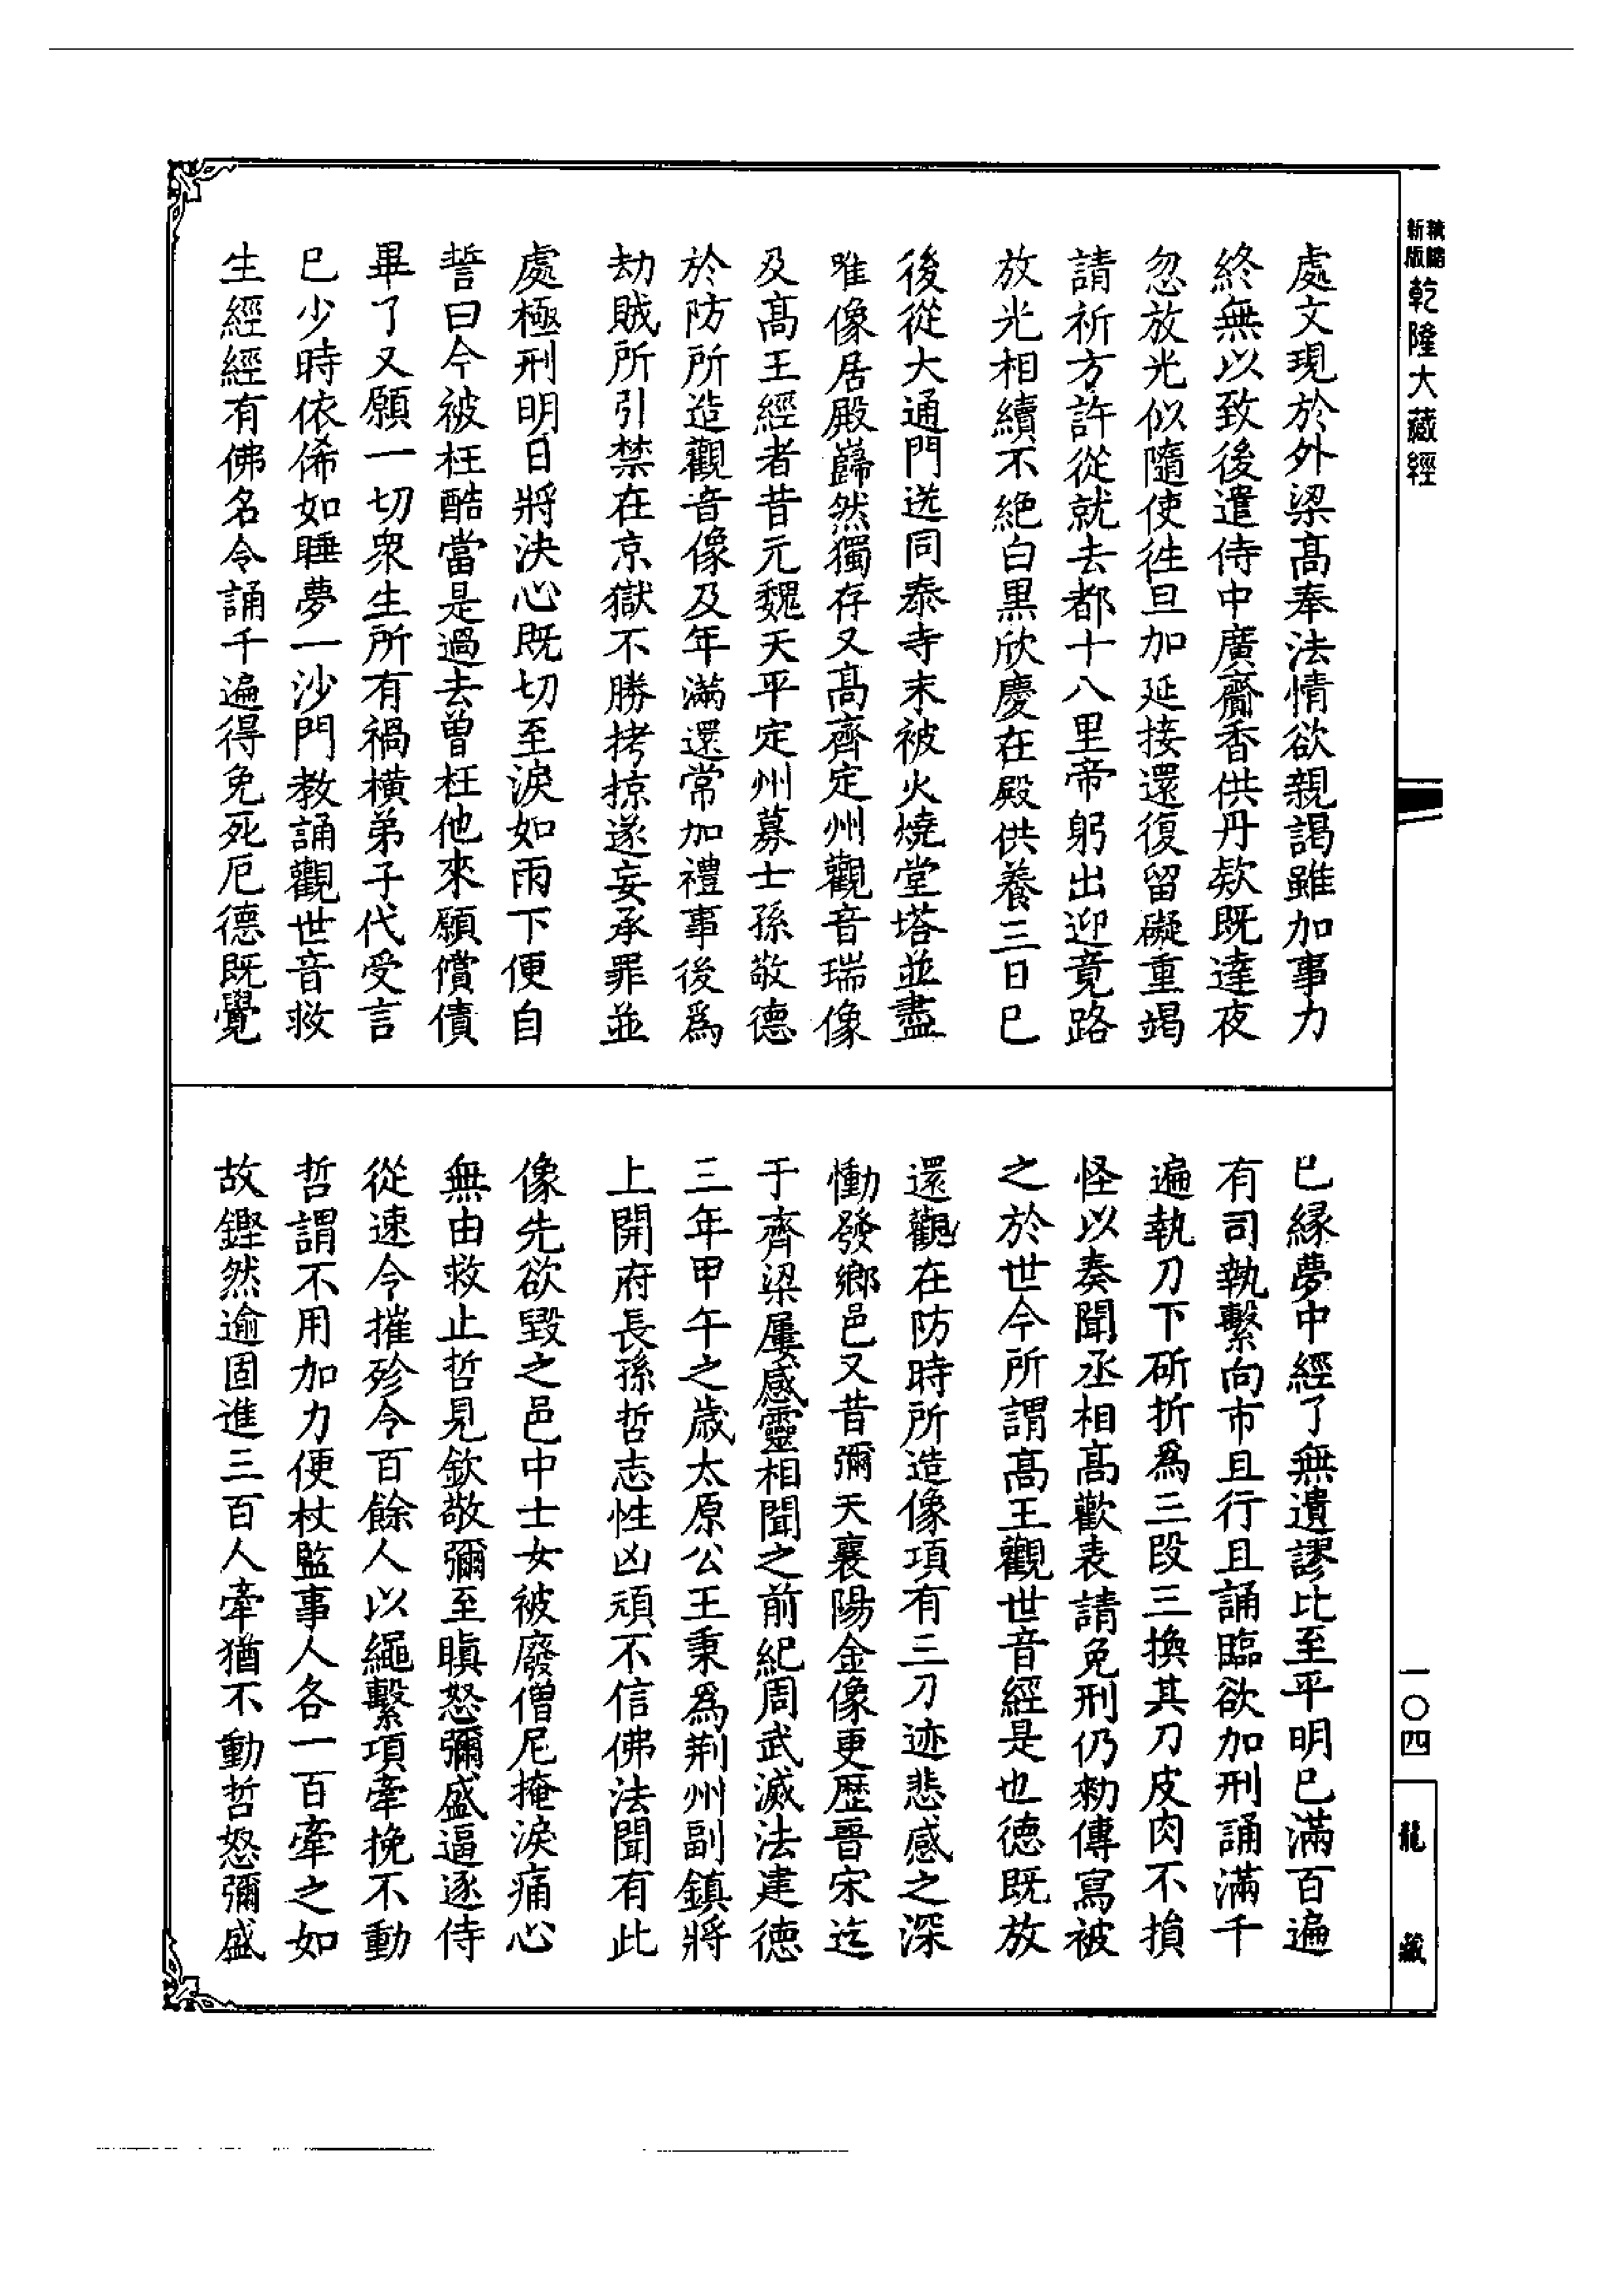 新版
乾隆大藏經
處文現於外梁高奉法情欲親謁雖加事力
終無以致後遣侍中廣齎香供丹欵既達夜
忽放光似隨使徃旦加延接還復留礙重竭
請祈方許從就去都十八里帝躬出迎竟路
放光相續不絕白黑欣慶在殿供養三日已
後從大通門送同泰寺末被火燒堂塔並盡
唯像居殿巋然獨存又高齊定州觀音瑞像
及高王經者昔元魏天平定州募士孫敬德
於防所造觀音像及年滿還常加禮事後爲
劫賊所引禁在京獄不勝拷掠遂妄承罪並
處極刑明日將決心既切至淚如雨下便自
誓曰今被枉酷當是過去曾枉他來願償債
畢了又願一切衆生所有禍橫弟子代受言
已少時依俙如睡夢一沙門教誦觀世音救
生經經有佛名令誦千遍得免死厄德既覺
已緣夢中經了無遺謬比至平明已滿百遍
有司執繫向市且行且誦臨欲加刑誦滿千
遍執刀下斫折爲三段三換其刀皮肉不損
怪以奏聞丞相高歡表請免刑仍勑傳寫被
之於世今所謂高王觀世音經是也德既放
還觀在防時所造像項有三刀迹悲感之深
慟發鄉邑又昔彌天襄陽金像更歷晉宋迄
于齊梁屢感靈相聞之前紀周武滅法建德
三年甲午之歲太原公王秉爲荆州副鎮將
上開府長孫哲志性凶頑不信佛法聞有此
像先欲毀之邑中士女被廢僧尼掩淚痛心
無由救止哲見欽敬彌至瞋怒彌盛逼逐侍
從速令摧殄令百餘人以繩繫項牽挽不動
哲謂不用加力便杖監事人各一百牽之如
故鏗然逾固進三百人牽猶不動哲怒彌盛
一〇四
龍藏